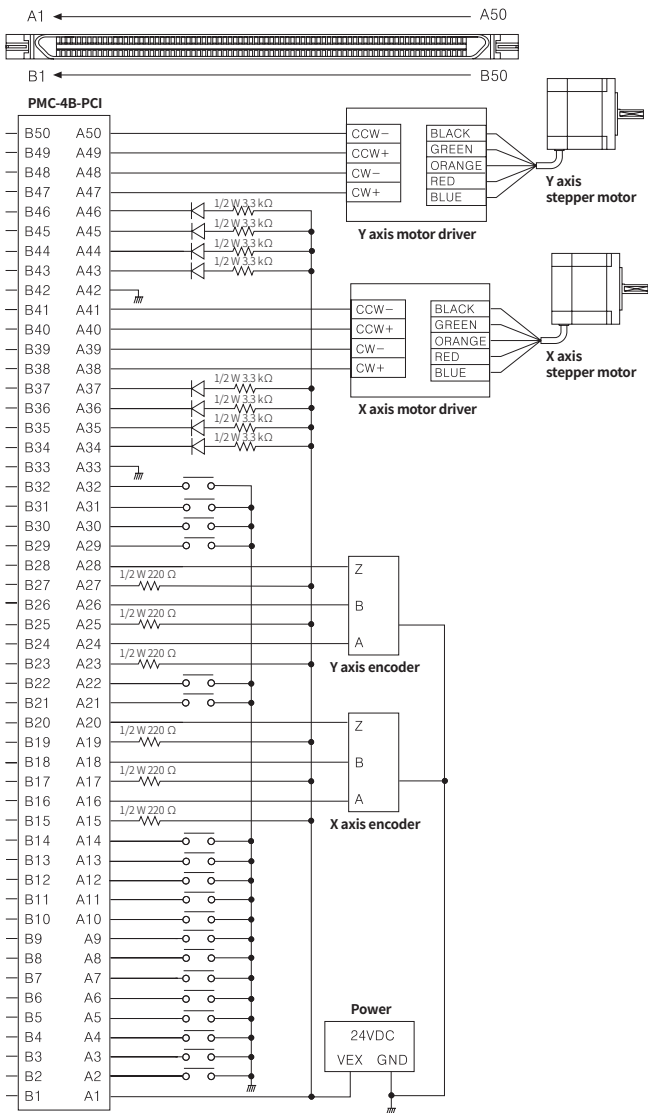 A1 A50
B1 B50
PMC-4B-PCI
B50 A50 CCW− BLACK
B49 A49 CCW+ GREEN
B48 A48 CW− ORANGE
B47 A47 CW+ RED
BLUE
Y axis
stepper motor
Y axis motor driver
B46 A46 1/2 W 3.3 kΩ
B45 A45 1/2 W 3.3 kΩ
B44 A44 1/2 W 3.3 kΩ
B43 A43 1/2 W 3.3 kΩ
B42 A42
B41 A41 CCW− BLACK
B40 A40 CCW+ GREEN
B39 A39 CW− ORANGE
B38 A38 CW+ RED
BLUE
X axis
stepper motor
X axis motor driver
B37 A37 1/2 W 3.3 kΩ
B36 A36 1/2 W 3.3 kΩ
B35 A35 1/2 W 3.3 kΩ
B34 A34 1/2 W 3.3 kΩ
B33 A33
B32 A32
B31 A31
B30 A30
B29 A29
B28 A28 Z
B27 A27 1/2 W 220 Ω
B26 A26 B
B25 A25 1/2 W 220 Ω
B24 A24 A
B23 A23 1/2 W 220 Ω
Y axis encoder
B22 A22
B21 A21
B20 A20 Z
B19 A19 1/2 W 220 Ω
B18 A18 B
B17 A17 1/2 W 220 Ω
B16 A16 A
B15 A15 1/2 W 220 Ω
X axis encoder
B14 A14
B13 A13
B12 A12
B11 A11
B10 A10
B9 A9
B8 A8
B7 A7
B6 A6
B5 A5
B4 A4
B3 A3
B2 A2
B1 A1
Power
24VDC
VEX GND